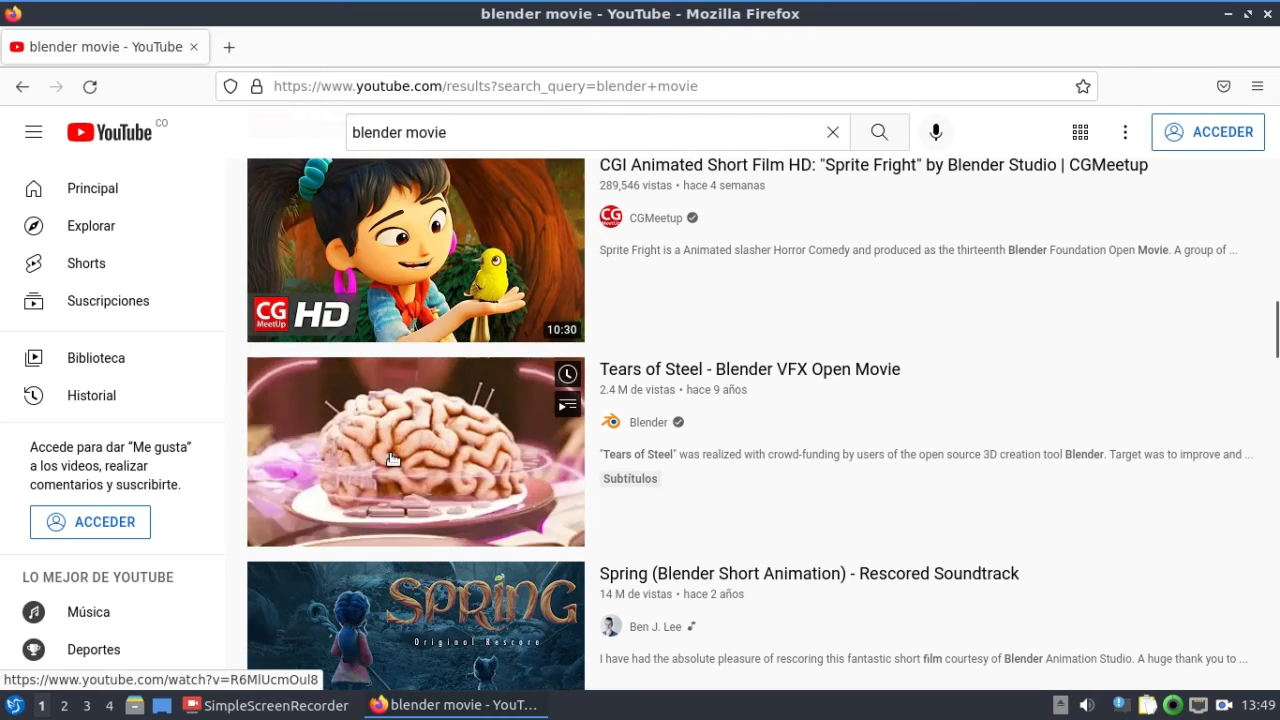 blender movie - YouTube - Mozilla Firefox
blender movie - YouTube
https://www.youtube.com/results?search_query=blender+movie
YouTube CO
blender movie
ACCEDER
Principal
Explorar
Shorts
Suscripciones
Biblioteca
Historial
Accede para dar “Me gusta”
a los videos, realizar
comentarios y suscribirte.
ACCEDER
LO MEJOR DE YOUTUBE
Música
Deportes
CG
MeetUp
HD
10:30
CGI Animated Short Film HD: "Sprite Fright" by Blender Studio | CGMeetup
289,546 vistas • hace 4 semanas
CG
MeetUp
CGMeetup
Sprite Fright is a Animated slasher Horror Comedy and produced as the thirteenth Blender Foundation Open Movie. A group of ...
Tears of Steel - Blender VFX Open Movie
2.4 M de vistas • hace 9 años
Blender
"Tears of Steel" was realized with crowd-funding by users of the open source 3D creation tool Blender. Target was to improve and ...
Subtítulos
SPRING
Original Rescore
Spring (Blender Short Animation) - Rescored Soundtrack
14 M de vistas • hace 2 años
Ben J. Lee
I have had the absolute pleasure of rescoring this fantastic short film courtesy of Blender Animation Studio. A huge thank you to ...
https://www.youtube.com/watch?v=R6MlUcmOul8
1 2 3 4
SimpleScreenRecorder
blender movie - YouT...
13:49